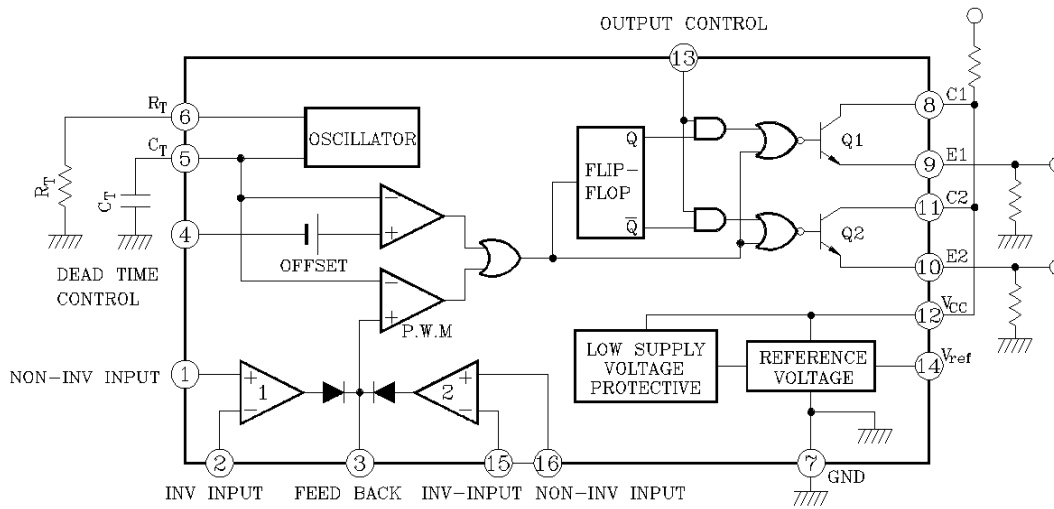 OUTPUT CONTROL
13
RT
6
OSCILLATOR
CT
5
RT
CT
4
OFFSET
DEAD TIME
CONTROL
-
+
-
+
P.W.M
FLIP-
FLOP
Q
Q̅
Q1
Q2
8
C1
9
E1
11
C2
10
E2
12
VCC
14
Vref
LOW SUPPLY
VOLTAGE
PROTECTIVE
REFERENCE
VOLTAGE
NON-INV INPUT
1
+
-
1
2
+
-
2
3
15
16
7
GND
INV INPUT
FEED BACK
INV-INPUT
NON-INV INPUT